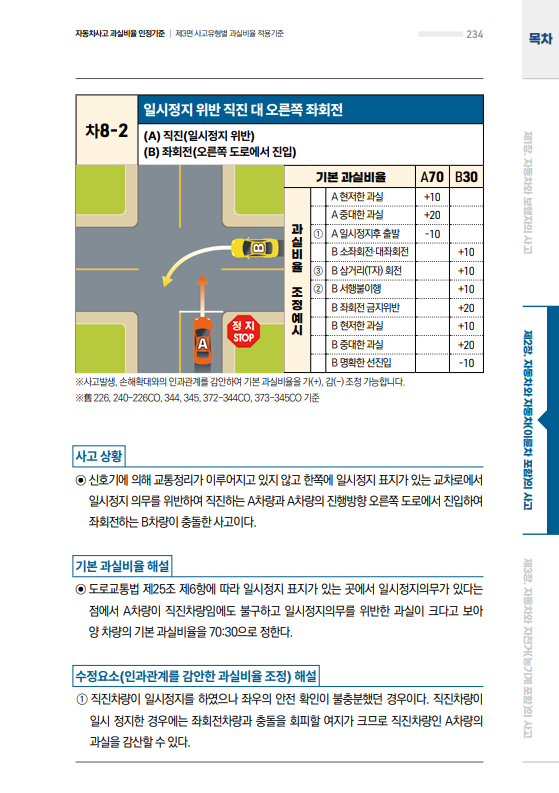 자동차사고 과실비율 인정기준 | 제3편 사고유형별 과실비율 적용기준
234
목차
차8-2
일시정지 위반 직진 대 오른쪽 좌회전
(A) 직진(일시정지 위반)
(B) 좌회전(오른쪽 도로에서 진입)
기본 과실비율 A70 B30
과실비율 조정예시
A 현저한 과실 +10
A 중대한 과실 +20
① A 일시정지후 출발 -10
B 소좌회전·대좌회전 +10
③ B 삼거리(T자) 회전 +10
② B 서행불이행 +10
B 좌회전 금지위반 +20
B 현저한 과실 +10
B 중대한 과실 +20
B 명확한 선진입 -10
B
A
정 지
STOP
※사고발생, 손해확대와의 인과관계를 감안하여 기본 과실비율을 가(+), 감(-) 조정 가능합니다.
※舊 226, 240-226CO, 344, 345, 372-344CO, 373-345CO 기준
사고 상황
◉ 신호기에 의해 교통정리가 이루어지고 있지 않고 한쪽에 일시정지 표지가 있는 교차로에서
일시정지 의무를 위반하여 직진하는 A차량과 A차량의 진행방향 오른쪽 도로에서 진입하여
좌회전하는 B차량이 충돌한 사고이다.
기본 과실비율 해설
◉ 도로교통법 제25조 제6항에 따라 일시정지 표지가 있는 곳에서 일시정지의무가 있다는
점에서 A차량이 직진차량임에도 불구하고 일시정지의무를 위반한 과실이 크다고 보아
양 차량의 기본 과실비율을 70:30으로 정한다.
수정요소(인과관계를 감안한 과실비율 조정) 해설
① 직진차량이 일시정지를 하였으나 좌우의 안전 확인이 불충분했던 경우이다. 직진차량이
일시 정지한 경우에는 좌회전차량과 충돌을 회피할 여지가 크므로 직진차량인 A차량의
과실을 감산할 수 있다.
제1장. 자동차와 보행자의 사고
제2장. 자동차와 자동차(이륜차 포함)의 사고
제3장. 자동차와 자전거(농기계 포함)의 사고